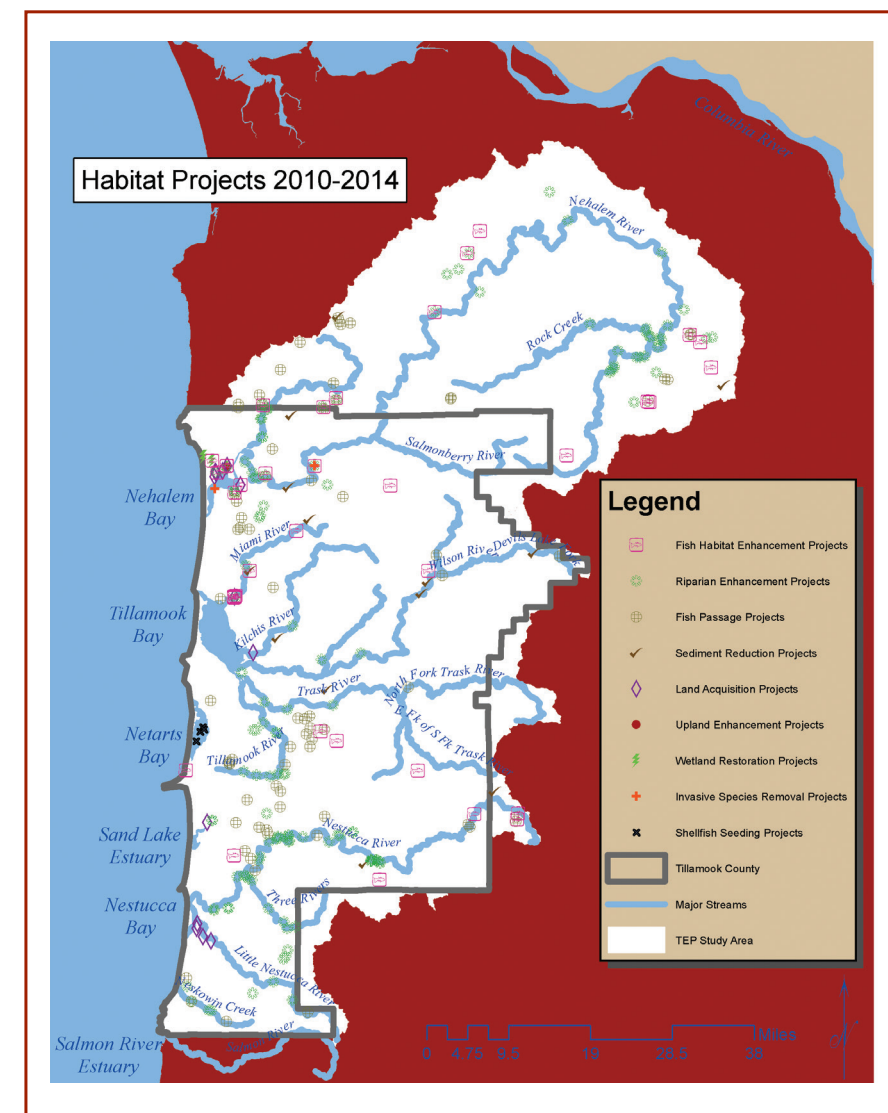 Columbia River
Habitat Projects 2010-2014
Nehalem River
Rock Creek
Salmonberry River
Nehalem
Bay
Miami River
Wilson River
Tillamook
Bay
Kilchis River
Trask River
North Fork Trask River
E Fk of S Fk Trask
Netarts
Bay
Tillamook River
Sand Lake
Estuary
Nestucca River
Nestucca
Bay
Three Rivers
Little Nestucca River
Neskowin Creek
Salmon River
Estuary
Salmon River
Legend
Fish Habitat Enhancement Projects
Riparian Enhancement Projects
Fish Passage Projects
Sediment Reduction Projects
Land Acquisition Projects
Upland Enhancement Projects
Wetland Restoration Projects
Invasive Species Removal Projects
Shellfish Seeding Projects
Tillamook County
Major Streams
TEP Study Area
Miles
0 4.75 9.5 19 28.5 38